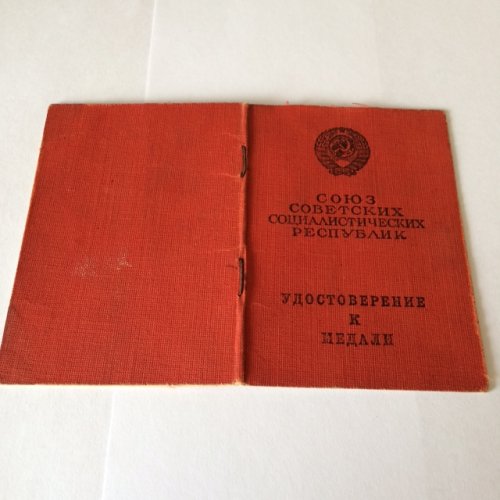 СОЮЗ
СОВЕТСКИХ
СОЦИАЛИСТИЧЕСКИХ
РЕСПУБЛИК
УДОСТОВЕРЕНИЕ
К
МЕДАЛИ